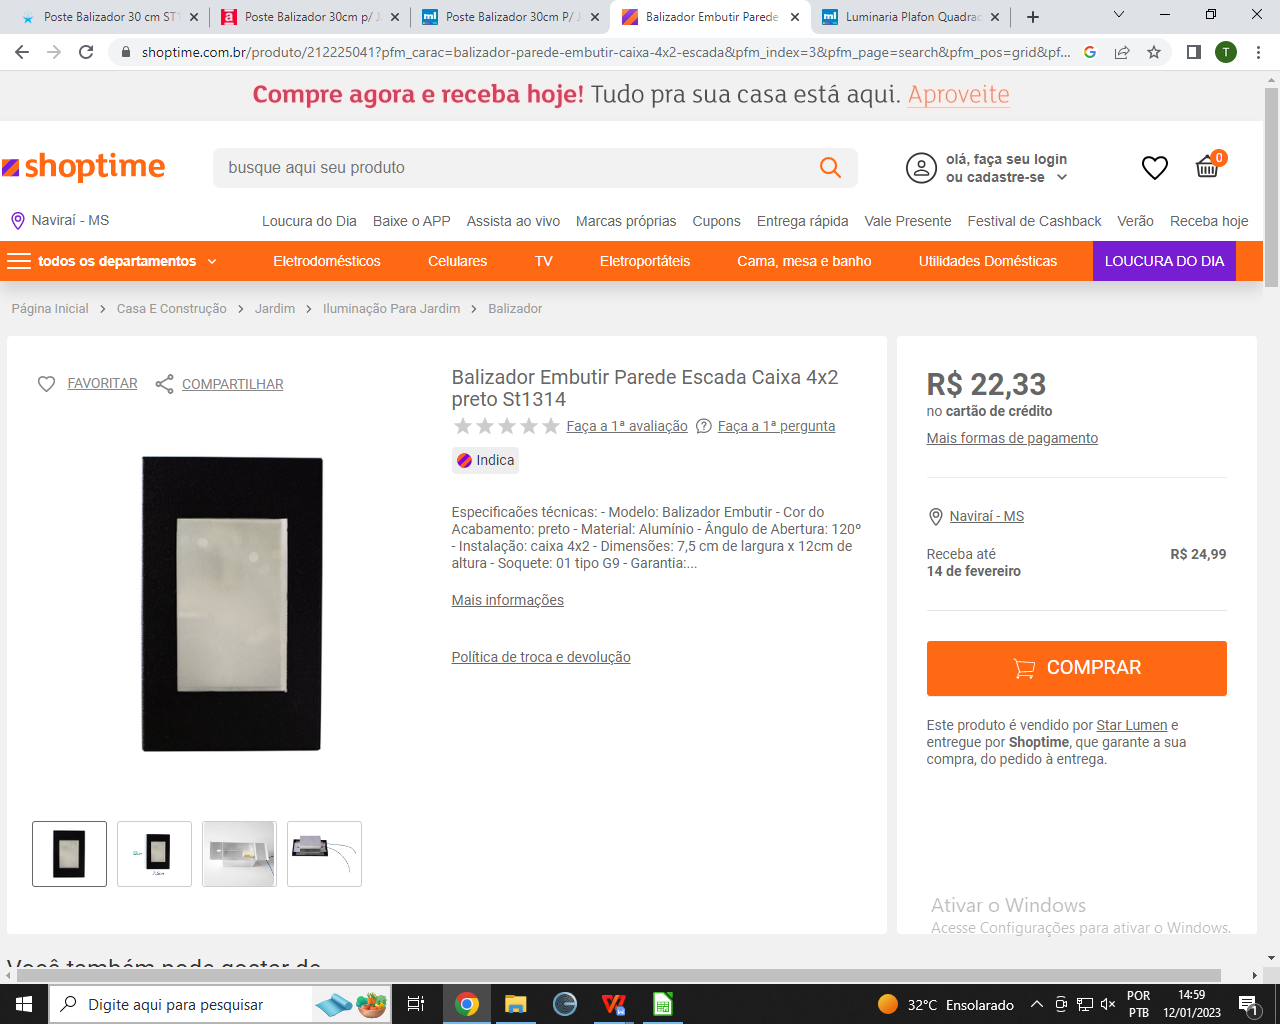 Poste Balizador 30 cm ST1
Poste Balizador 30cm p/ J
Poste Balizador 30cm P/ J
Balizador Embutir Parede
Luminaria Plafon Quadrad
shoptime.com.br/produto/212225041?pfm_carac=balizador-parede-embutir-caixa-4x2-escada&pfm_index=3&pfm_page=search&pfm_pos=grid&pf...
T
Compre agora e receba hoje! Tudo pra sua casa está aqui. Aproveite
shoptime
busque aqui seu produto
olá, faça seu login
ou cadastre-se
0
Naviraí - MS
Loucura do Dia Baixe o APP Assista ao vivo Marcas próprias Cupons Entrega rápida Vale Presente Festival de Cashback Verão Receba hoje
todos os departamentos Eletrodomésticos Celulares TV Eletroportáteis Cama, mesa e banho Utilidades Domésticas LOUCURA DO DIA
Página Inicial > Casa E Construção > Jardim > Iluminação Para Jardim > Balizador
FAVORITAR COMPARTILHAR
Balizador Embutir Parede Escada Caixa 4x2
preto St1314
Faça a 1ª avaliação Faça a 1ª pergunta
Indica
Especificaões técnicas: - Modelo: Balizador Embutir - Cor do
Acabamento: preto - Material: Alumínio - Ângulo de Abertura: 120º
- Instalação: caixa 4x2 - Dimensões: 7,5 cm de largura x 12cm de
altura - Soquete: 01 tipo G9 - Garantia:...
Mais informações
Política de troca e devolução
R$ 22,33
no cartão de crédito
Mais formas de pagamento
Naviraí - MS
Receba até R$ 24,99
14 de fevereiro
COMPRAR
Este produto é vendido por Star Lumen e
entregue por Shoptime, que garante a sua
compra, do pedido à entrega.
Ativar o Windows
Acesse Configurações para ativar o Windows.
Você também pode gostar de
Digite aqui para pesquisar
32°C Ensolarado
POR
PTB
14:59
12/01/2023
1